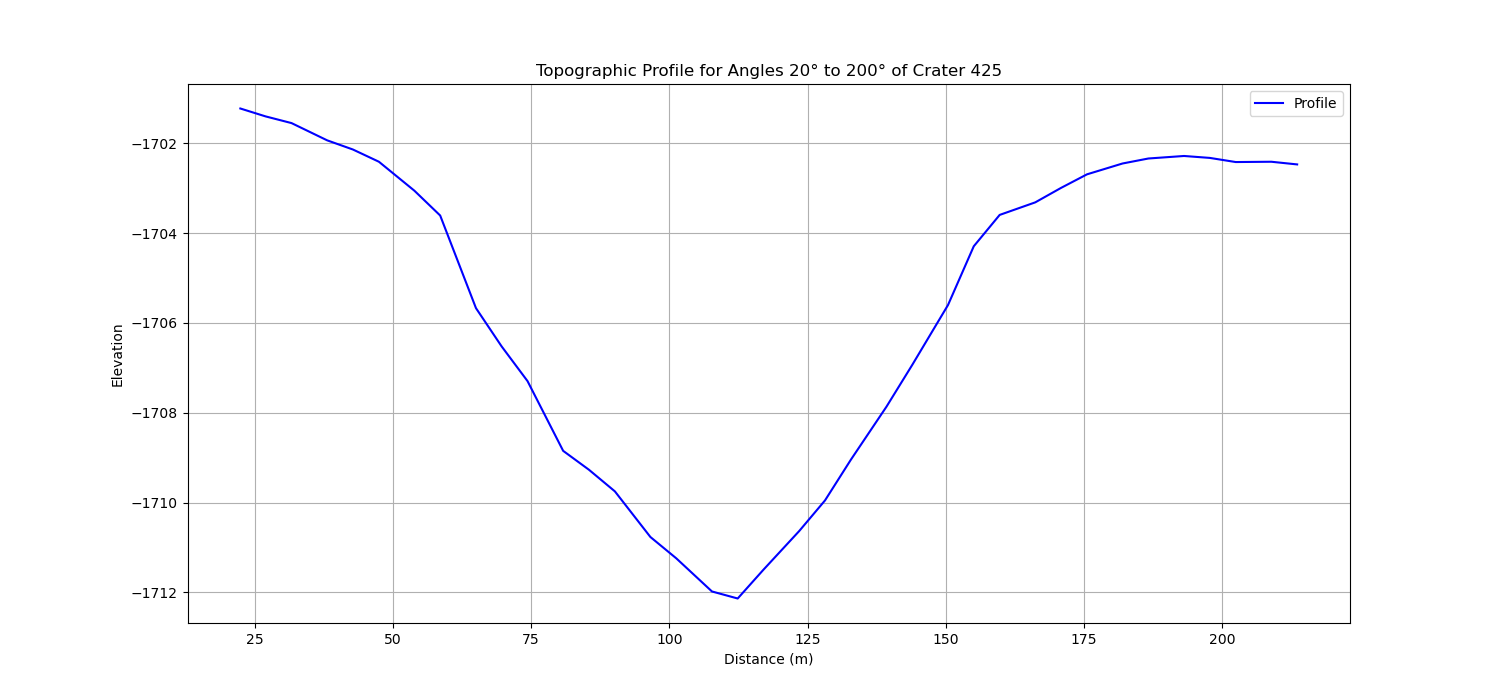 Topographic Profile for Angles 20° to 200° of Crater 425
Profile
Elevation
−1702
−1704
−1706
−1708
−1710
−1712
25 50 75 100 125 150 175 200
Distance (m)